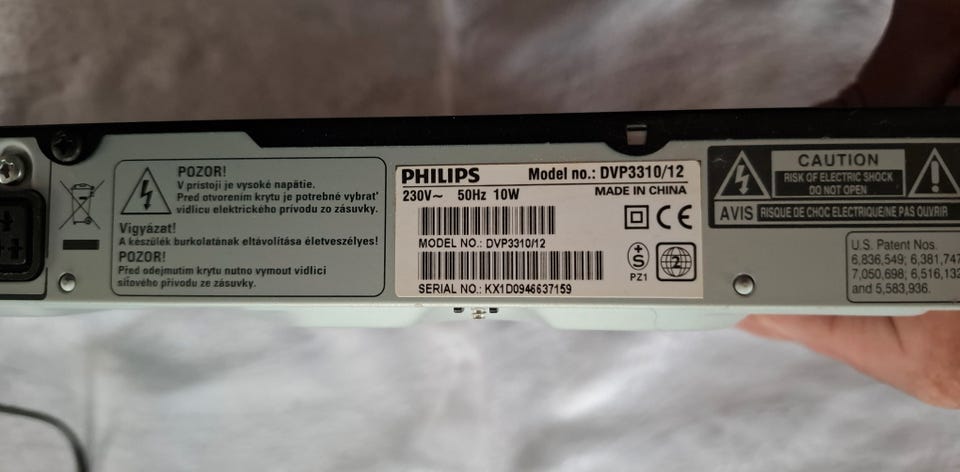 POZOR!
V prístoji je vysoké napätie.
Pred otevrením krytu je potrebné vybrat'
vidlicu elektrického prívodu zo zásuvky.
Vigyázat!
A készülék burkolatának eltávolítása életveszélyes!
POZOR!
Před odejmutím krytu nutno vymout vidlici
síťového přívodu ze zásuvky.
PHILIPS Model no.: DVP3310/12
230V~ 50Hz 10W MADE IN CHINA
MODEL NO.: DVP3310/12
SERIAL NO.: KX1D0946637159
CE
S
PZ1
2
CAUTION
RISK OF ELECTRIC SHOCK
DO NOT OPEN
AVIS RISQUE DE CHOC ELECTRIQUE/NE PAS OUVRIR
U.S. Patent Nos.
6,836,549; 6,381,747
7,050,698; 6,516,132
and 5,583,936.